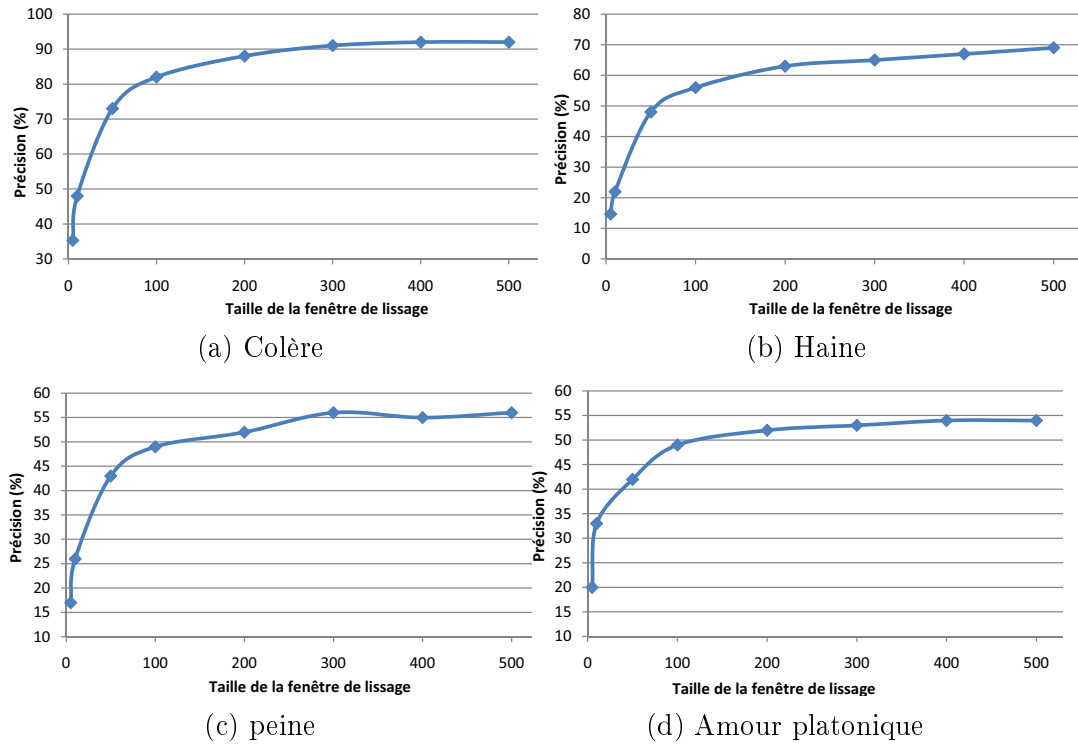 100
90
80
70
60
50
40
30
Précision (%)
0 100 200 300 400 500
Taille de la fenêtre de lissage
(a) Colère
80
70
60
50
40
30
20
10
0
Précision (%)
0 100 200 300 400 500
Taille de la fenêtre de lissage
(b) Haine
60
55
50
45
40
35
30
25
20
15
10
Précision (%)
0 100 200 300 400 500
Taille de la fenêtre de lissage
(c) peine
60
55
50
45
40
35
30
25
20
15
10
Précision (%)
0 100 200 300 400 500
Taille de la fenêtre de lissage
(d) Amour platonique